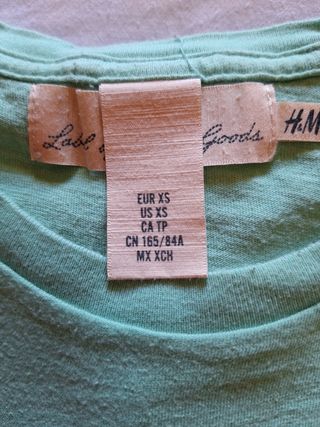 Goods
H.M
EUR XS
US XS
CA TP
CN 165/84A
MX XCH